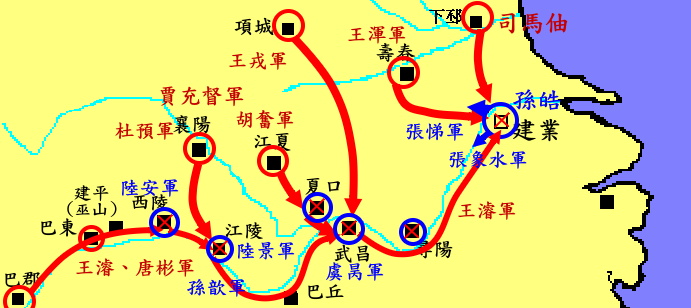 下邳
司馬伷
項城
王渾軍
壽春
王戎軍
賈充督軍
孫皓
胡奮軍
杜預軍
襄陽
張悌軍
建業
江夏
張象水軍
陸安軍
夏口
建平
(巫山)
西陵
王濬軍
巴東
江陵
陸景軍
武昌
尋陽
王濬、唐彬軍
虞昺軍
巴郡
孫歆軍
巴丘